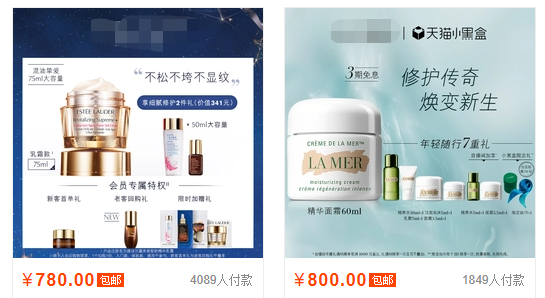 混油挚爱
75ml大容量
“不松不垮不显纹”
享细腻修护2件礼(价值341元)
+50ml大容量
ESTĒE LAUDER
Revitalizing Supreme+
乳霜款
75ml
会员专属特权
新客首单礼
老客回购礼
限时加赠礼
NEW
¥780.00
包邮
4089人付款
天猫小黑盒
3期免息
修护传奇
焕变新生
年轻随行7重礼
CRÈME DE LA MER™
LA MER
moisturizing cream
crème régénération intense
精华面霜60ml
¥800.00
包邮
1849人付款